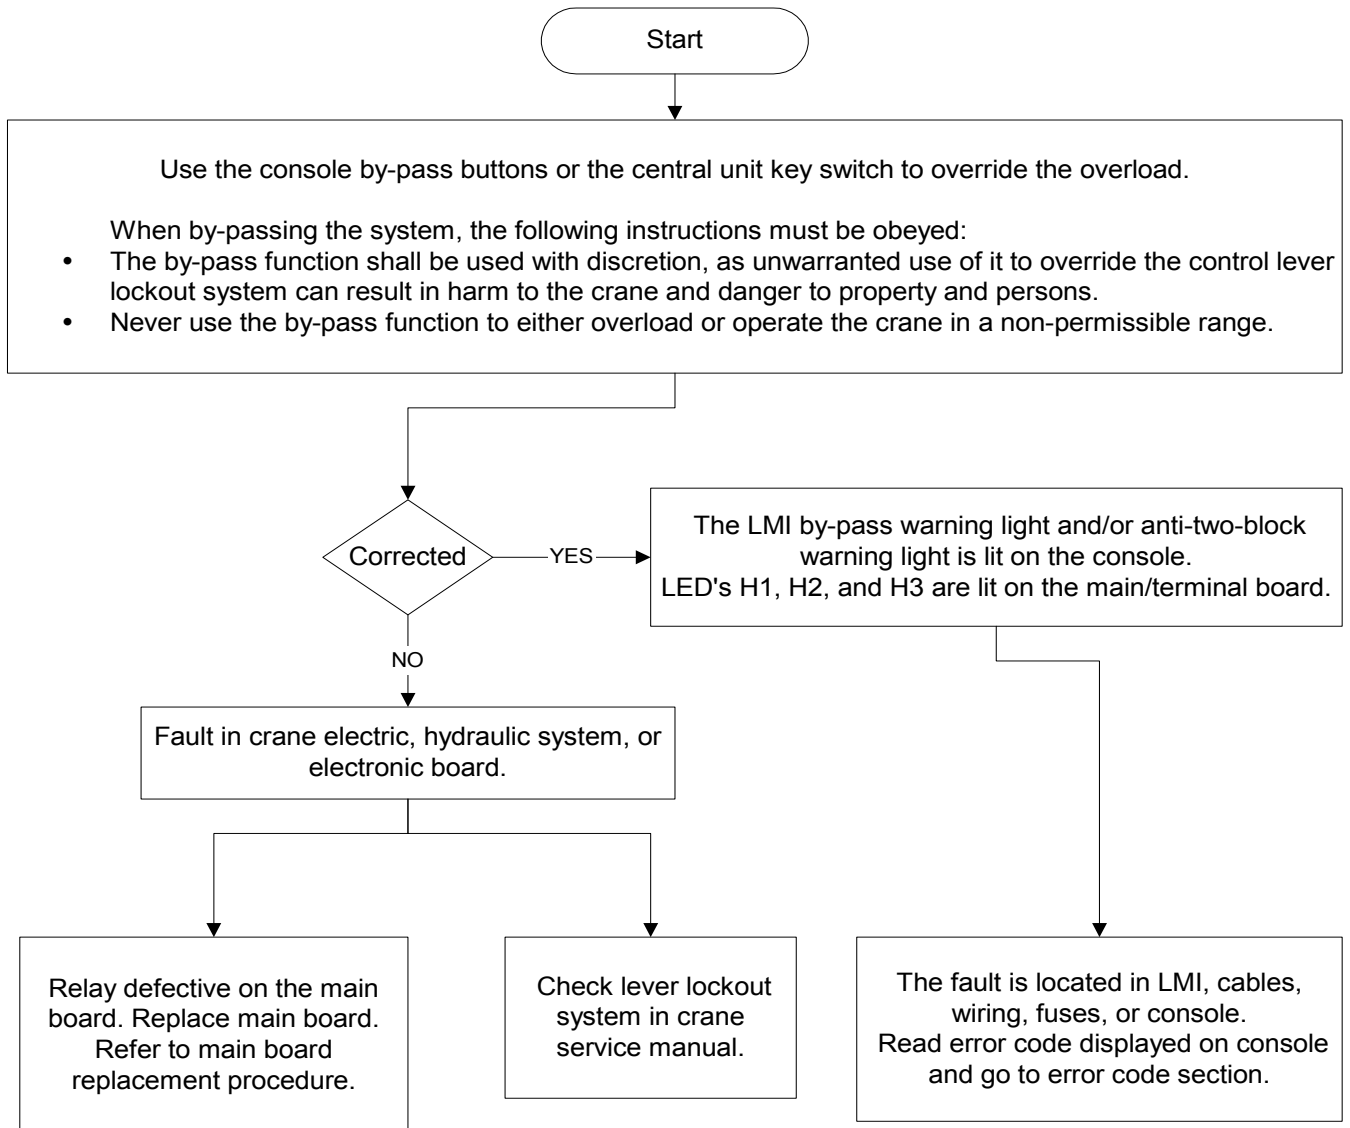 Start
Use the console by-pass buttons or the central unit key switch to override the overload.
When by-passing the system, the following instructions must be obeyed:
• The by-pass function shall be used with discretion, as unwarranted use of it to override the control lever
lockout system can result in harm to the crane and danger to property and persons.
• Never use the by-pass function to either overload or operate the crane in a non-permissible range.
Corrected
YES
The LMI by-pass warning light and/or anti-two-block
warning light is lit on the console.
LED's H1, H2, and H3 are lit on the main/terminal board.
NO
Fault in crane electric, hydraulic system, or
electronic board.
Relay defective on the main
board. Replace main board.
Refer to main board
replacement procedure.
Check lever lockout
system in crane
service manual.
The fault is located in LMI, cables,
wiring, fuses, or console.
Read error code displayed on console
and go to error code section.